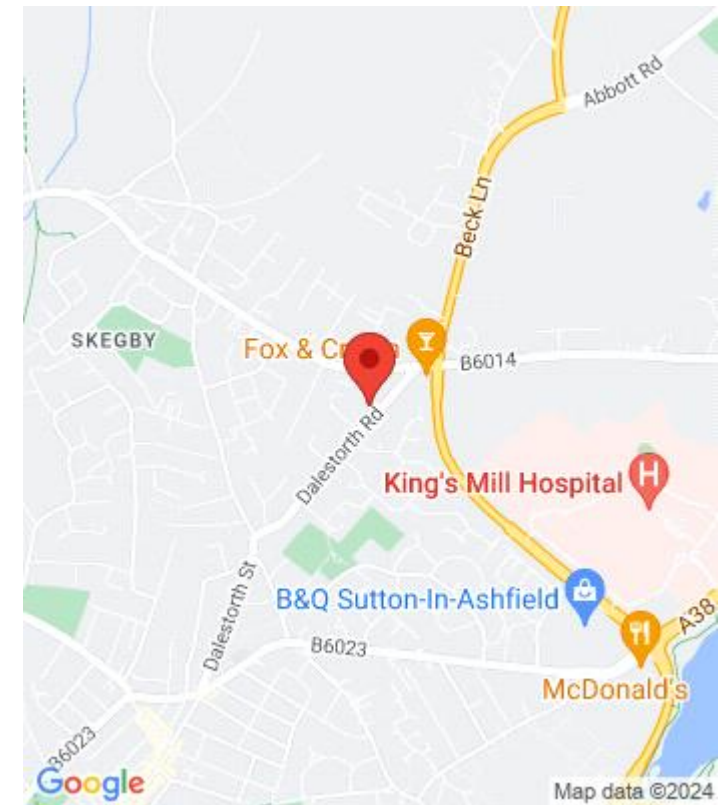 Abbott Rd
Beck Ln
SKEGBY
Fox & C
B6014
Dalestorth Rd
King's Mill Hospital
H
B&Q Sutton-In-Ashfield
Dalestorth St
A38
B6023
McDonald's
B6023
Google
Map data ©2024